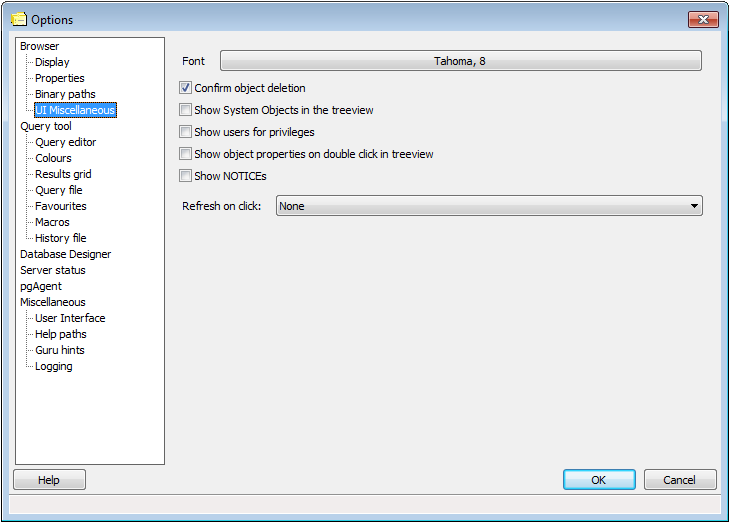 Options
Browser
Display
Properties
Binary paths
UI Miscellaneous
Query tool
Query editor
Colours
Results grid
Query file
Favourites
Macros
History file
Database Designer
Server status
pgAgent
Miscellaneous
User Interface
Help paths
Guru hints
Logging
Font Tahoma, 8
Confirm object deletion
Show System Objects in the treeview
Show users for privileges
Show object properties on double click in treeview
Show NOTICEs
Refresh on click: None
Help OK Cancel